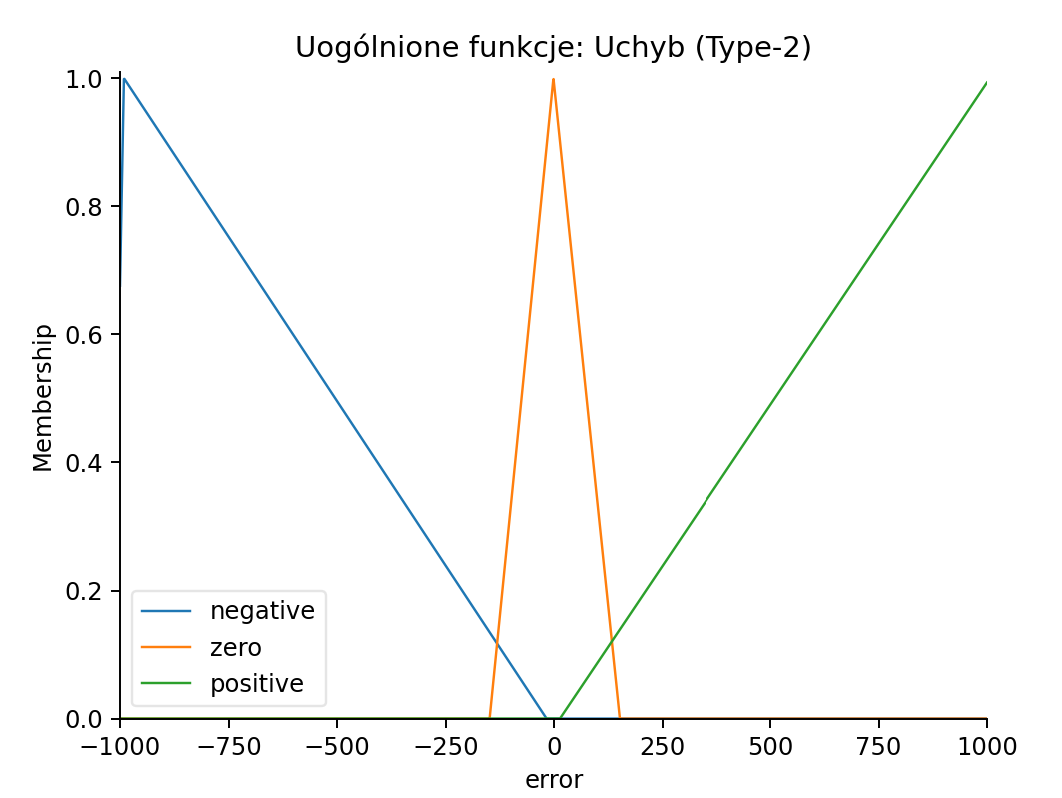 Uogólnione funkcje: Uchyb (Type-2)
Membership
1.0
0.8
0.6
0.4
0.2
0.0
negative
zero
positive
−1000 −750 −500 −250 0 250 500 750 1000
error